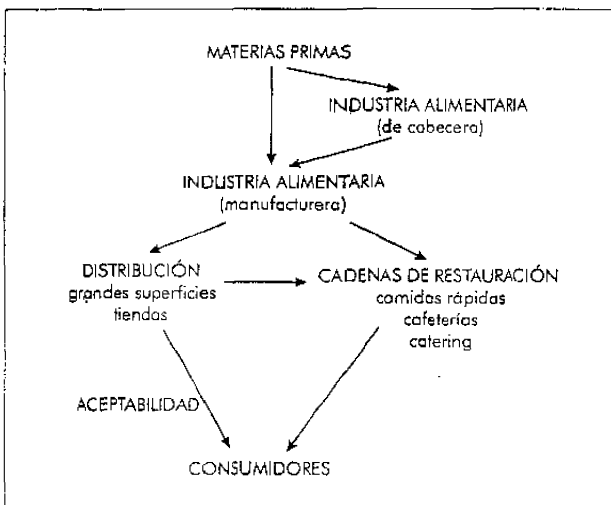 MATERIAS PRIMAS
INDUSTRIA ALIMENTARIA
(de cabecera)
INDUSTRIA ALIMENTARIA
(manufacturera)
DISTRIBUCIÓN
grandes superficies
tiendas
CADENAS DE RESTAURACIÓN
comidas rápidas
cafeterías
catering
ACEPTABILIDAD
CONSUMIDORES